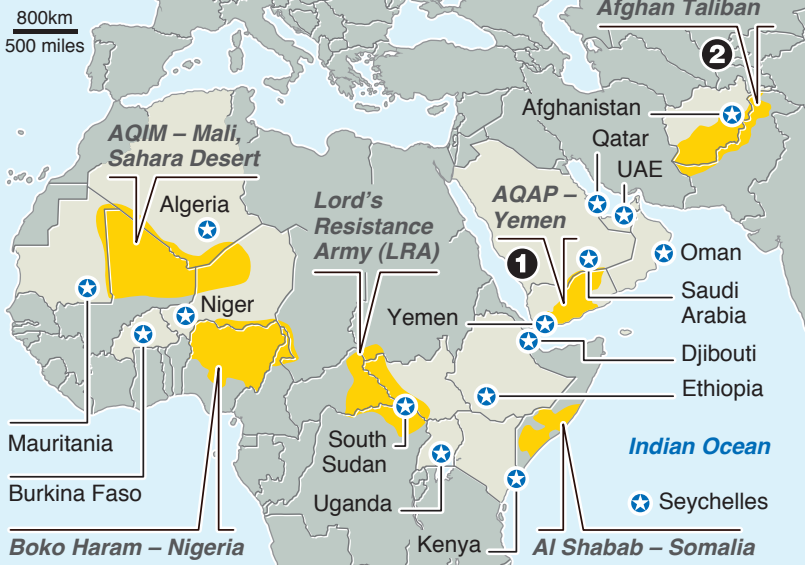 800km
500 miles
Afghan Taliban
2
Afghanistan
Qatar
UAE
AQIM – Mali,
Sahara Desert
Algeria
Lord’s
Resistance
Army (LRA)
AQAP –
Yemen
1
Oman
Saudi
Arabia
Niger
Yemen
Djibouti
Ethiopia
Mauritania
South
Sudan
Indian Ocean
Burkina Faso
Uganda
Seychelles
Boko Haram – Nigeria
Kenya
Al Shabab – Somalia